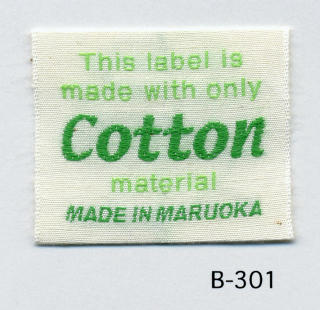 This label is
made with only
Cotton
material
MADE IN MARUOKA
B-301